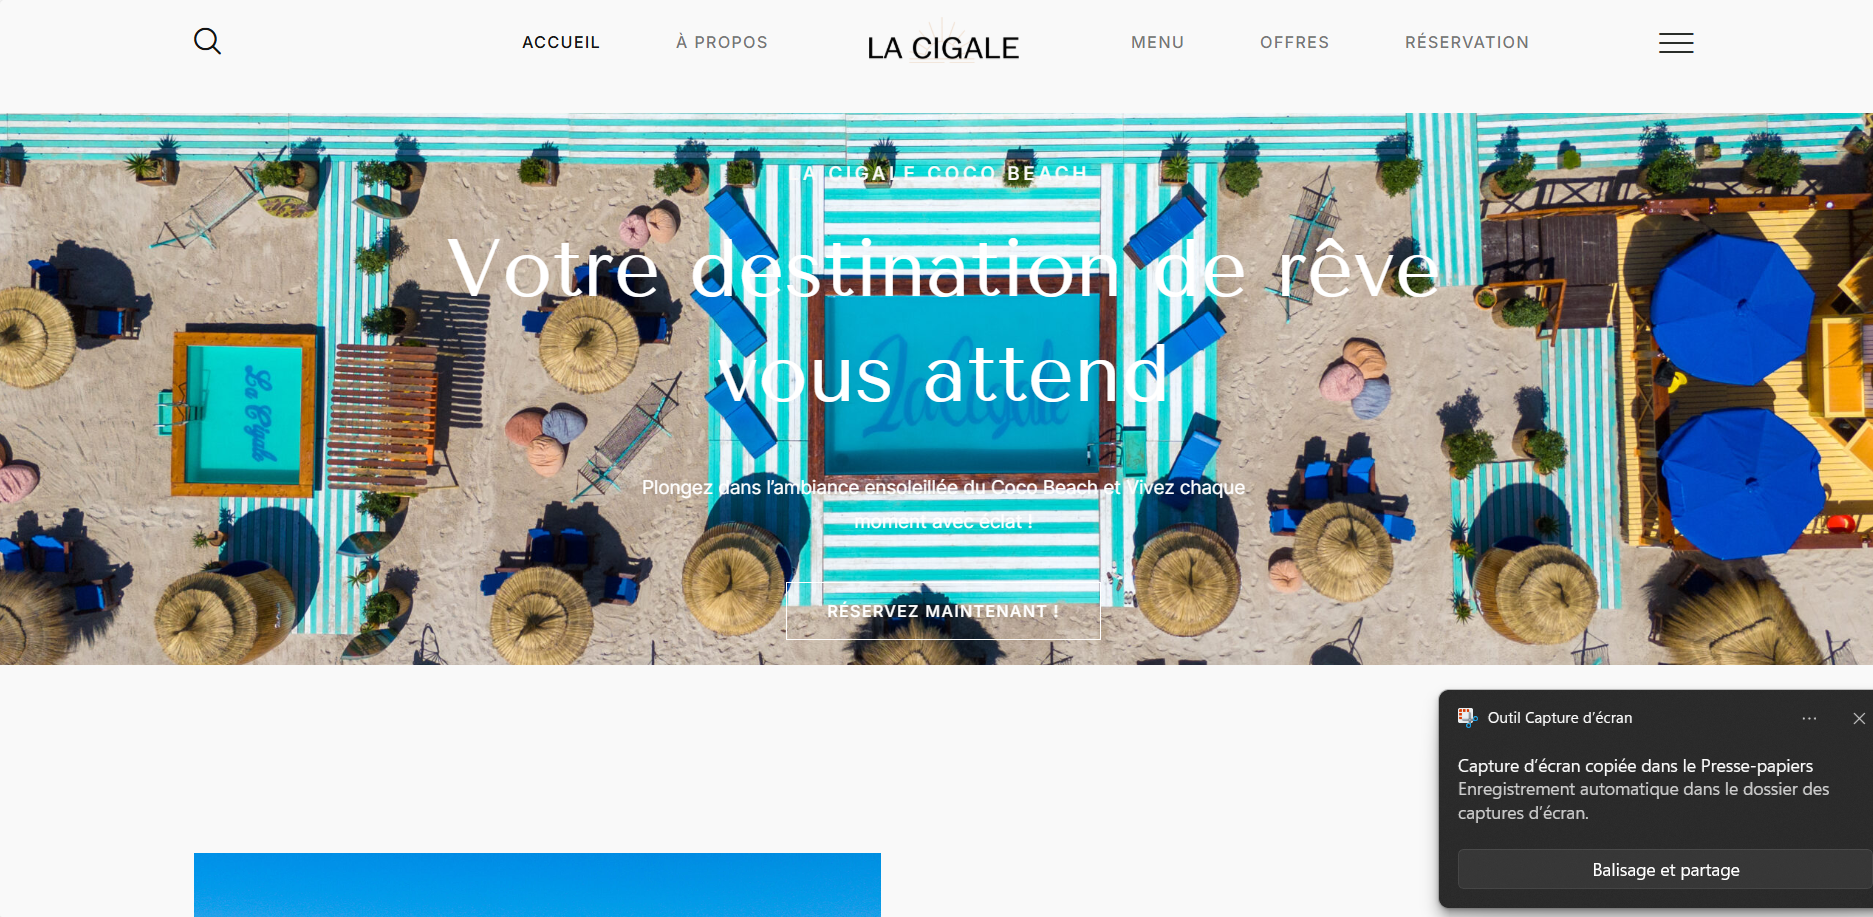 ACCUEIL
À PROPOS
LA CIGALE
MENU
OFFRES
RÉSERVATION
LA CIGALE COCO BEACH
Votre destination de rêve
vous attend
La Cigale
La Cigale
Plongez dans l’ambiance ensoleillée du Coco Beach et Vivez chaque
moment avec éclat !
RÉSERVEZ MAINTENANT !
Outil Capture d’écran
Capture d’écran copiée dans le Presse-papiers
Enregistrement automatique dans le dossier des
captures d’écran.
Balisage et partage